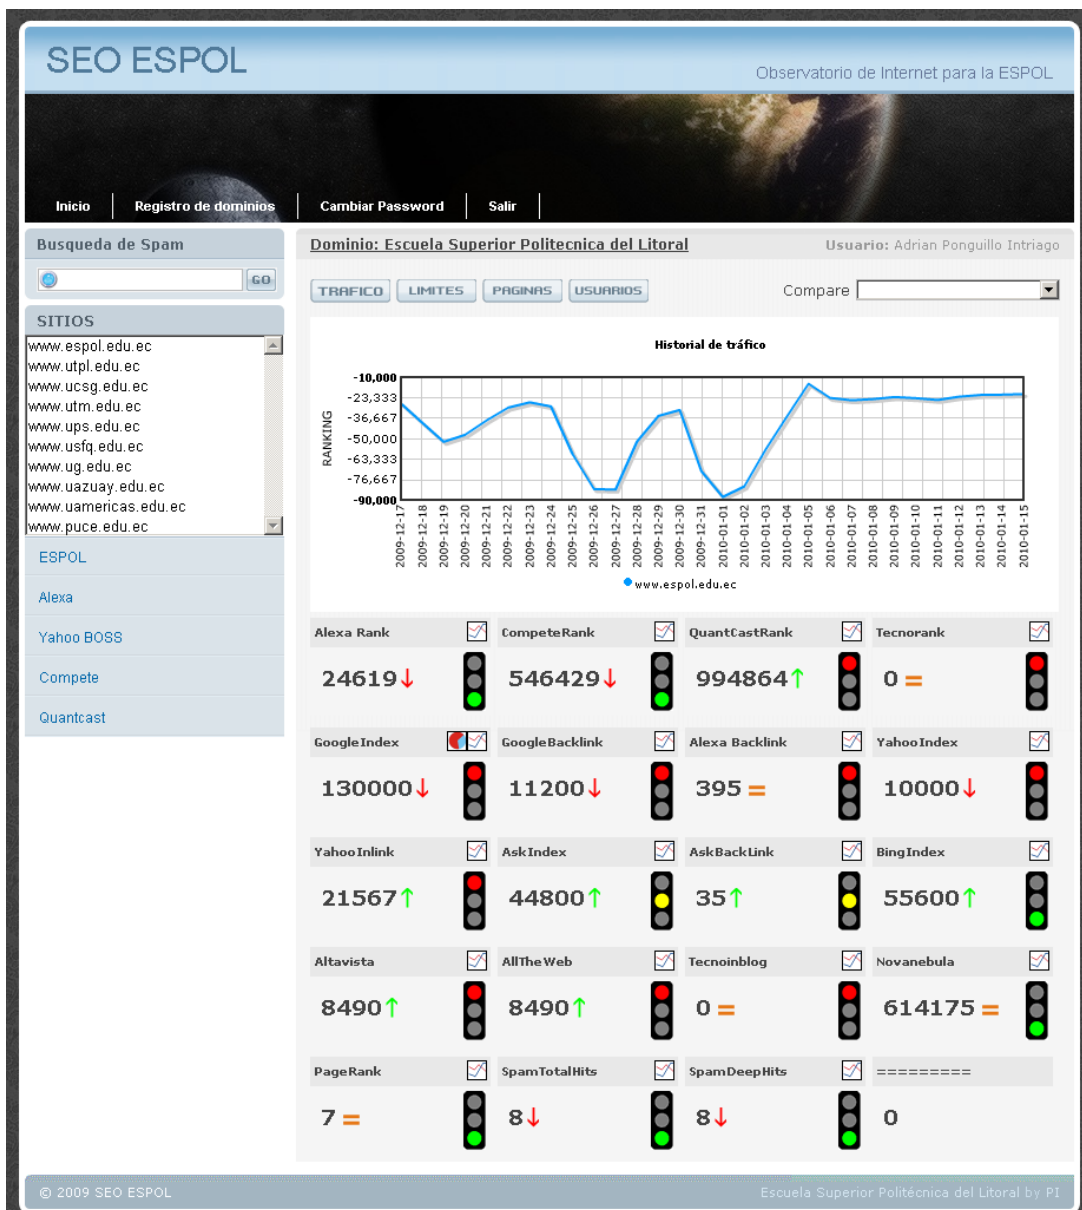 SEO ESPOL
Observatorio de Internet para la ESPOL
Inicio Registro de dominios Cambiar Password Salir
Busqueda de Spam
GO
SITIOS
www.espol.edu.ec
www.utpl.edu.ec
www.ucsg.edu.ec
www.utm.edu.ec
www.ups.edu.ec
www.usfq.edu.ec
www.ug.edu.ec
www.uazuay.edu.ec
www.uamericas.edu.ec
www.puce.edu.ec
ESPOL
Alexa
Yahoo BOSS
Compete
Quantcast
Dominio: Escuela Superior Politecnica del Litoral Usuario: Adrian Ponguillo Intriago
TRAFICO LIMITES PAGINAS USUARIOS Compare
Historial de tráfico
RANKING
-10,000
-23,333
-36,667
-50,000
-63,333
-76,667
-90,000
2009-12-17
2009-12-18
2009-12-19
2009-12-20
2009-12-21
2009-12-22
2009-12-23
2009-12-24
2009-12-25
2009-12-26
2009-12-27
2009-12-28
2009-12-29
2009-12-30
2009-12-31
2010-01-01
2010-01-02
2010-01-03
2010-01-04
2010-01-05
2010-01-06
2010-01-07
2010-01-08
2010-01-09
2010-01-10
2010-01-11
2010-01-12
2010-01-13
2010-01-14
2010-01-15
www.espol.edu.ec
Alexa Rank CompeteRank QuantCastRank Tecnorank
24619↓ 546429↓ 994864↑ 0 =
GoogleIndex GoogleBacklink Alexa Backlink YahooIndex
130000↓ 11200↓ 395 = 10000↓
YahooInlink AskIndex AskBackLink BingIndex
21567↑ 44800↑ 35↑ 55600↑
Altavista AllTheWeb Tecnoinblog Novanebula
8490↑ 8490↑ 0 = 614175 =
PageRank SpamTotalHits SpamDeepHits =========
7 = 8↓ 8↓ 0
© 2009 SEO ESPOL Escuela Superior Politécnica del Litoral by PI